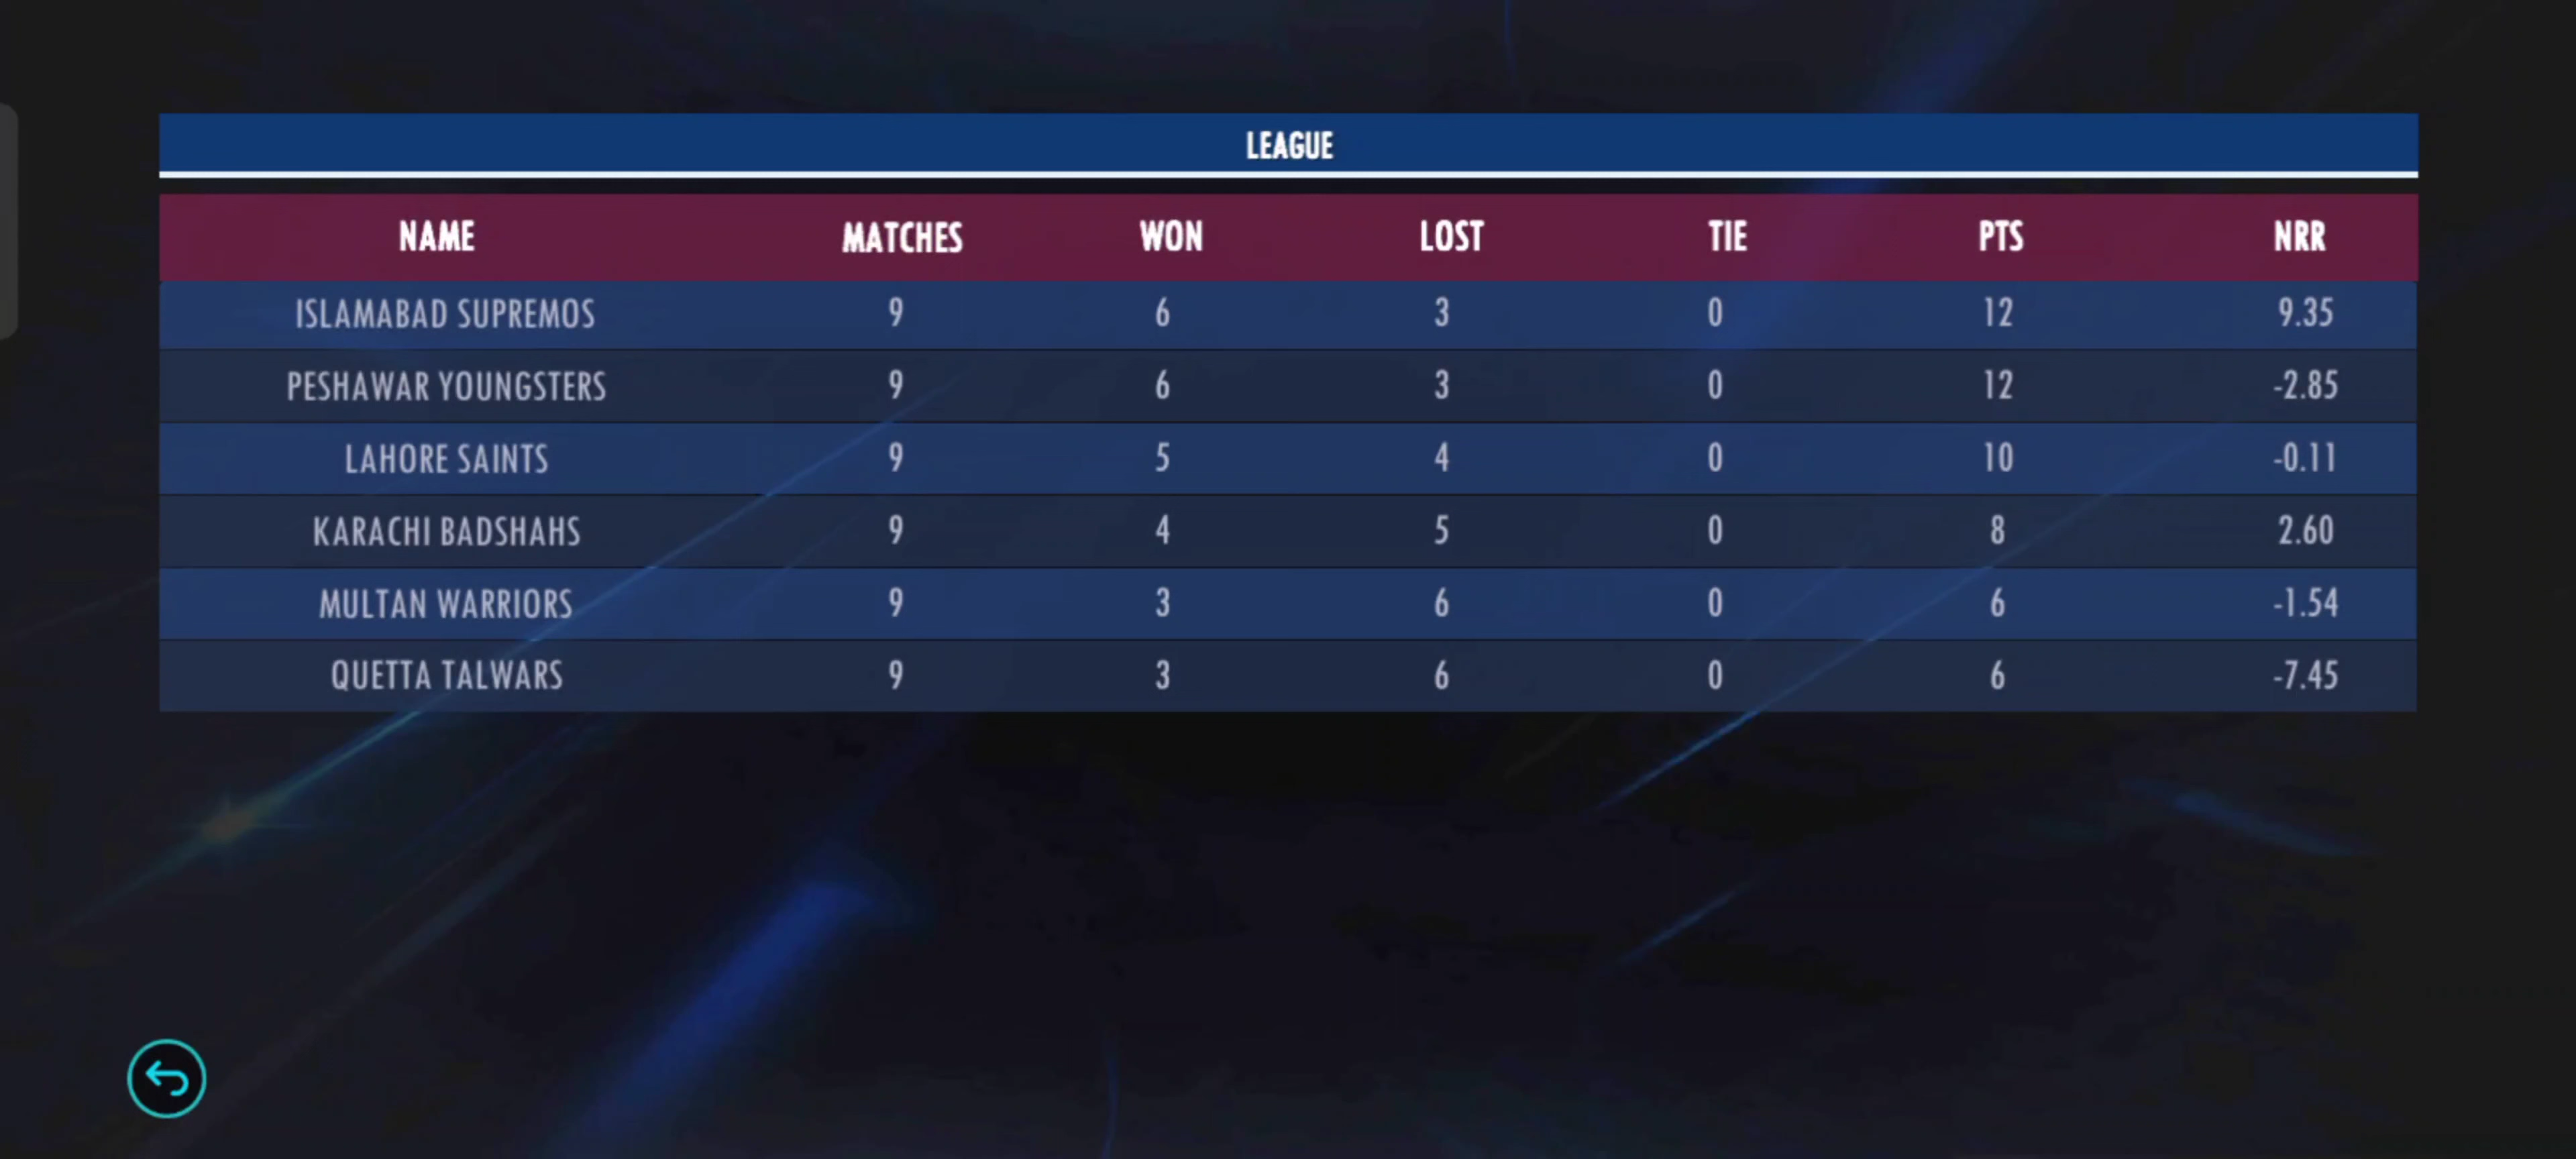 LEAGUE
NAME MATCHES WON LOST TIE PTS NRR
ISLAMABAD SUPREMOS 9 6 3 0 12 9.35
PESHAWAR YOUNGSTERS 9 6 3 0 12 -2.85
LAHORE SAINTS 9 5 4 0 10 -0.11
KARACHI BADSHAHS 9 4 5 0 8 2.60
MULTAN WARRIORS 9 3 6 0 6 -1.54
QUETTA TALWARS 9 3 6 0 6 -7.45